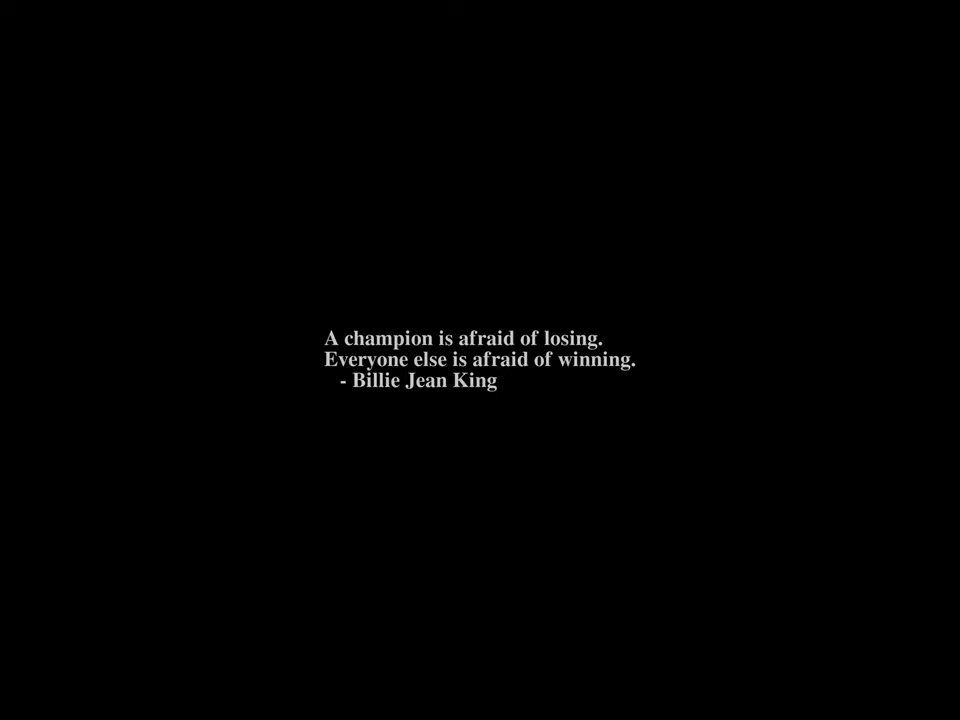 A champion is afraid of losing.
Everyone else is afraid of winning.
- Billie Jean King